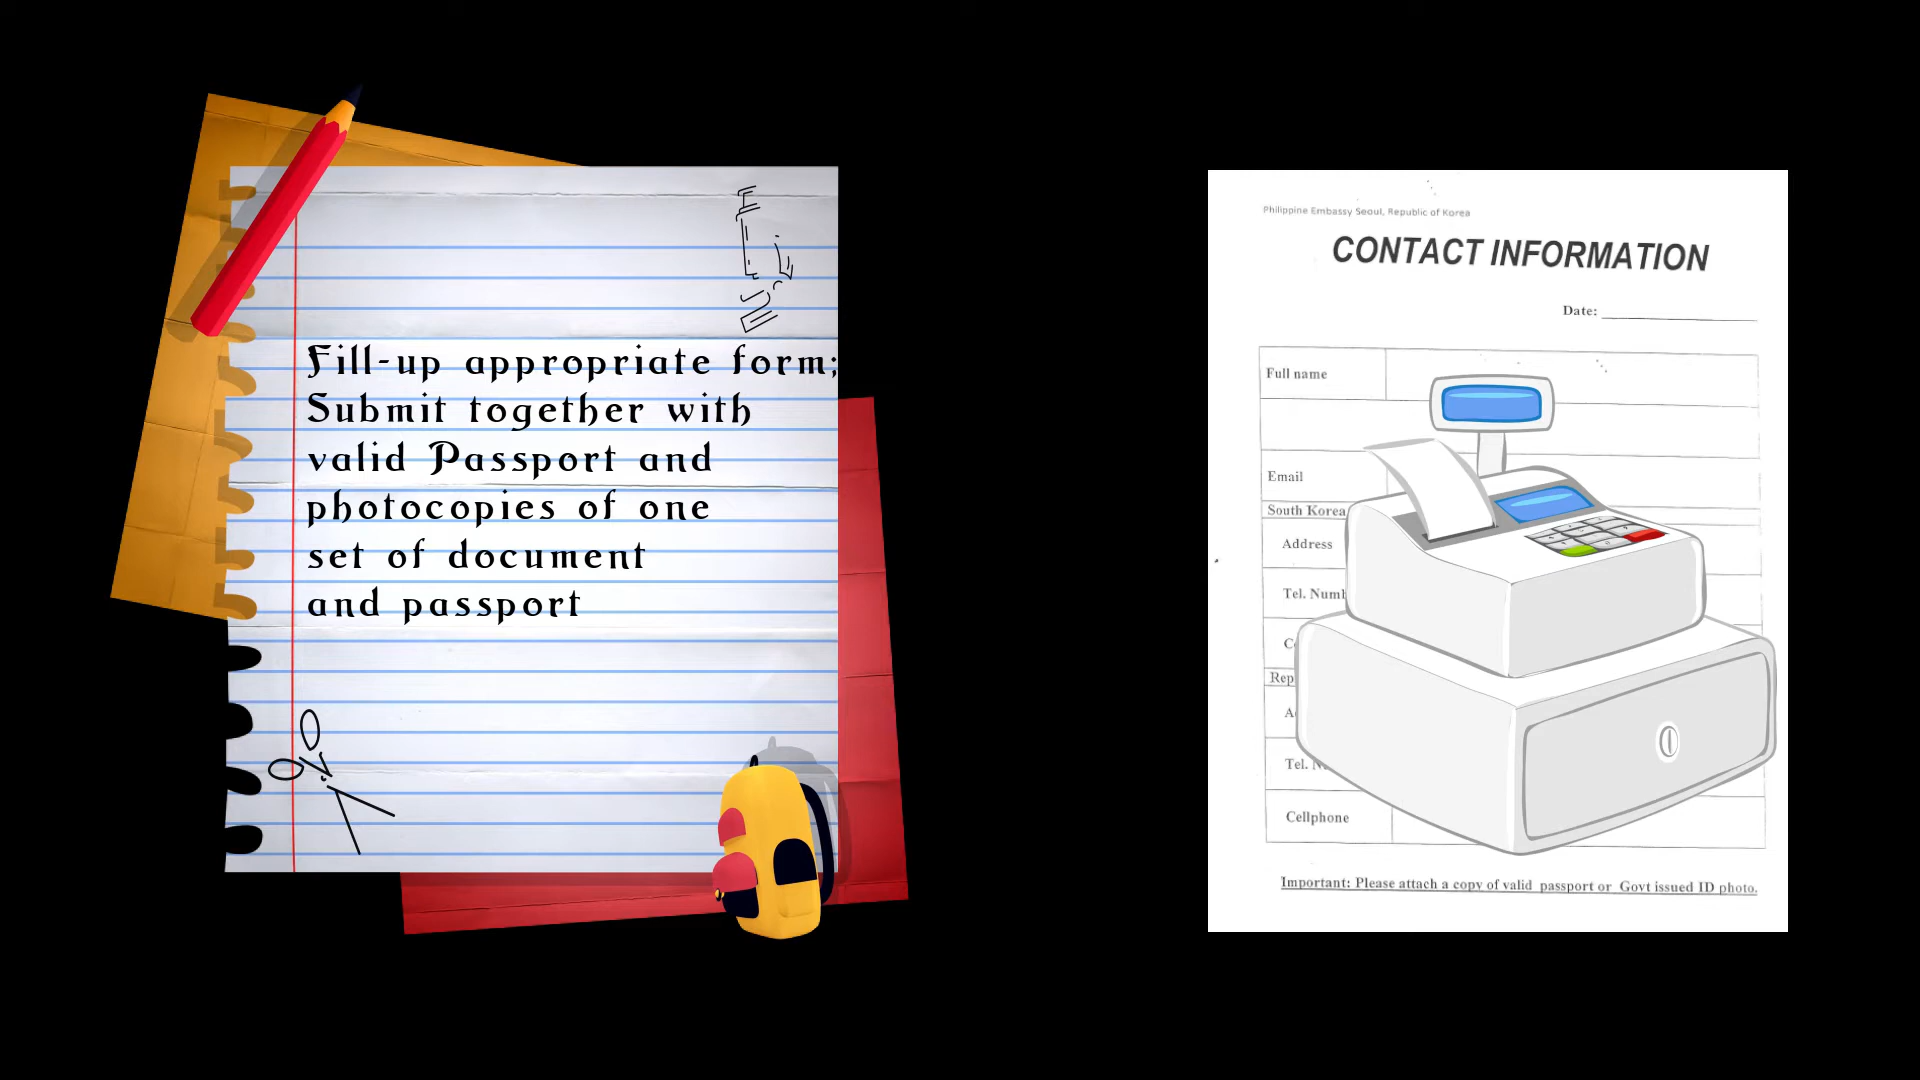 Fill-up appropriate form;
Submit together with
valid Passport and
photocopies of one
set of document
and passport
Philippine Embassy Seoul, Republic of Korea
CONTACT INFORMATION
Date:
Full name
Email
South Korea
Address
Tel.
Tel.
Cellphone
Important: Please attach a copy of valid passport or Govt issued ID photo.